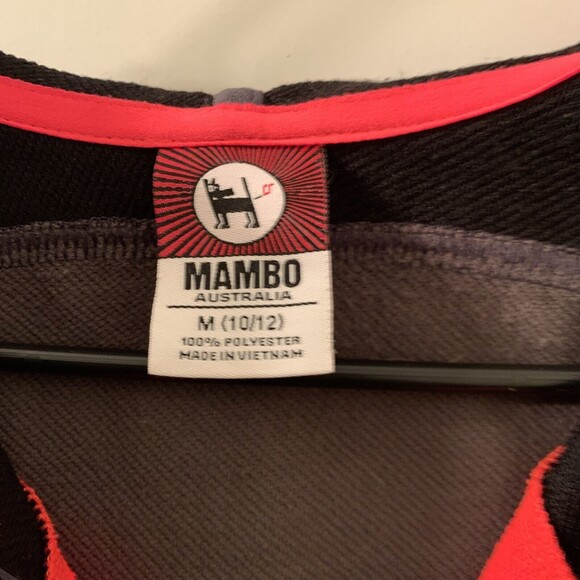 MAMBO
AUSTRALIA
M (10/12)
100% POLYESTER
MADE IN VIETNAM